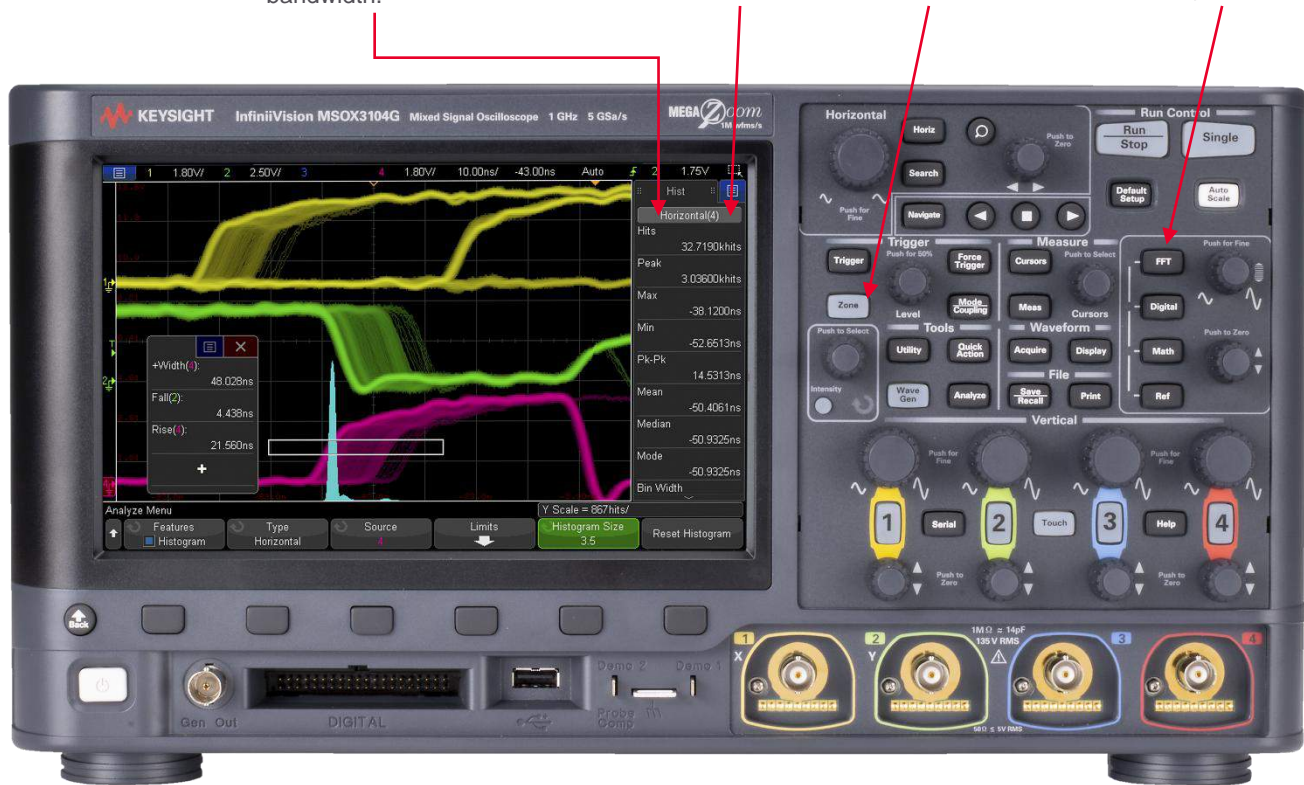 bandwidth.
KEYSIGHT InfiniiVision MSOX3104G Mixed Signal Oscilloscope 1 GHz 5 GSa/s
MEGA Zoom
1M wfms/s
1 1.80V/ 2 2.50V/ 3 4 1.80V/ 10.00ns/ -43.00ns Auto 2 1.75V
Hist
Horizontal(4)
Hits
32.7190khits
Peak
3.03600khits
Max
-38.1200ns
Min
-52.6513ns
Pk-Pk
14.5313ns
Mean
-50.4061ns
Median
-50.9325ns
Mode
-50.9325ns
Bin Width
+Width(4):
48.028ns
Fall(2):
4.438ns
Rise(4):
21.560ns
+
Analyze Menu
Y Scale = 867hits/
Features
Histogram
Type
Horizontal
Source
4
Limits
Histogram Size
3.5
Reset Histogram
Back
Gen Out
DIGITAL
Demo 2
Demo 1
Probe
Comp
Horizontal
Push for
Fine
Horiz
Search
Navigate
Push to
Zero
Run Control
Run
Stop
Single
Default
Setup
Auto
Scale
Trigger
Trigger
Push for 50%
Force
Trigger
Zone
Level
Mode
Coupling
Measure
Cursors
Push to Select
Meas
Cursors
Push for Fine
FFT
Digital
Math
Ref
Push to Zero
Push to Select
Intensity
Tools
Utility
Quick
Action
Wave
Gen
Analyze
Waveform
Acquire
Display
File
Save
Recall
Print
Vertical
Push for
Fine
Push for
Fine
1
Serial
2
Touch
3
Help
4
Push to
Zero
Push to
Zero
1MΩ ≈ 14pF
135 V RMS
1
X
2
Y
3
4
50Ω ≤ 5V RMS